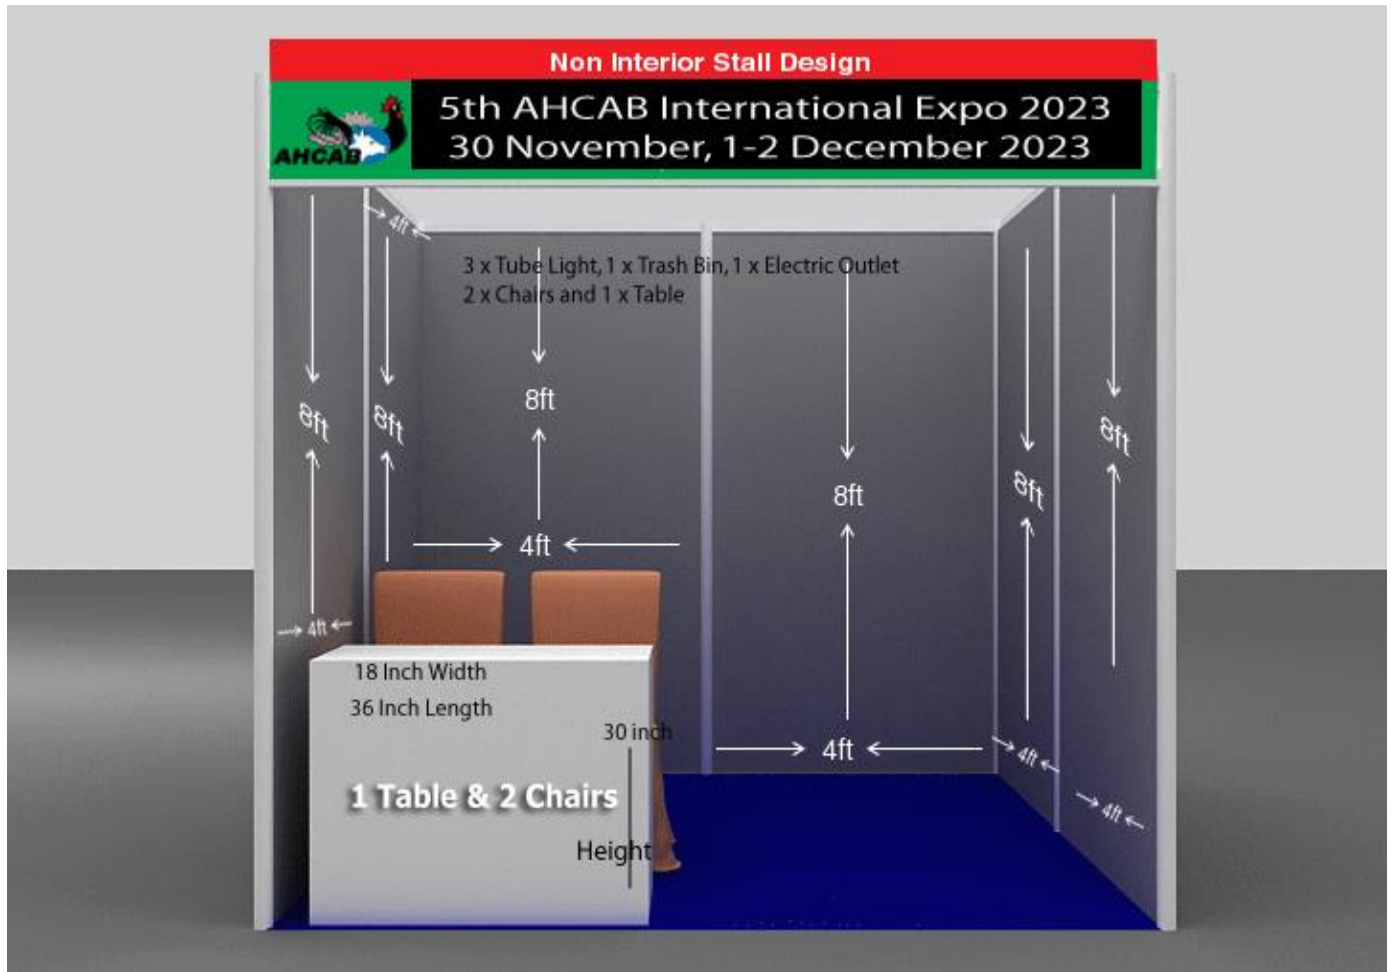 Non Interior Stall Design
AHCAB
5th AHCAB International Expo 2023
30 November, 1-2 December 2023
4ft
3 x Tube Light, 1 x Trash Bin, 1 x Electric Outlet
2 x Chairs and 1 x Table
8ft
8ft
8ft
8ft
8ft
8ft
4ft
4ft
18 Inch Width
36 Inch Length
30 inch
4ft
4ft
1 Table & 2 Chairs
4ft
Height